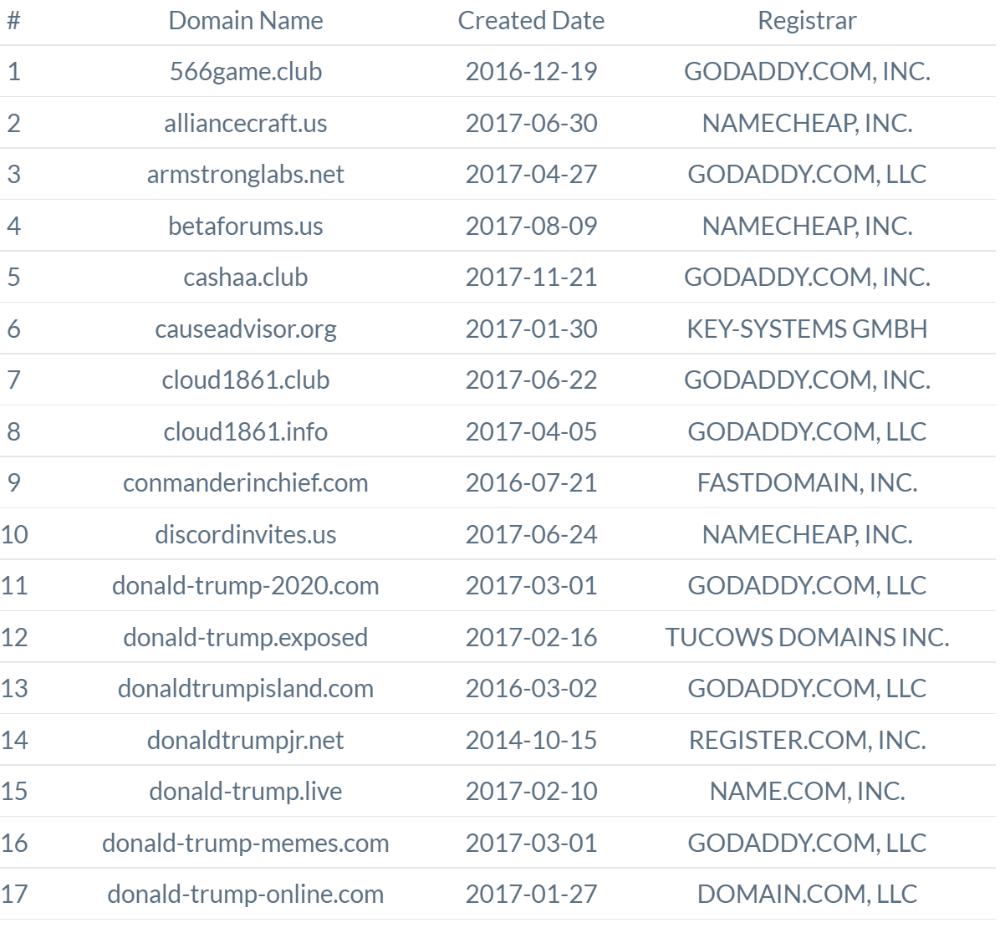 # Domain Name Created Date Registrar
1 566game.club 2016-12-19 GODADDY.COM, INC.
2 alliancecraft.us 2017-06-30 NAMECHEAP, INC.
3 armstronglabs.net 2017-04-27 GODADDY.COM, LLC
4 betaforums.us 2017-08-09 NAMECHEAP, INC.
5 cashaa.club 2017-11-21 GODADDY.COM, INC.
6 causeadvisor.org 2017-01-30 KEY-SYSTEMS GMBH
7 cloud1861.club 2017-06-22 GODADDY.COM, INC.
8 cloud1861.info 2017-04-05 GODADDY.COM, LLC
9 conmanderinchief.com 2016-07-21 FASTDOMAIN, INC.
10 discordinvites.us 2017-06-24 NAMECHEAP, INC.
11 donald-trump-2020.com 2017-03-01 GODADDY.COM, LLC
12 donald-trump.exposed 2017-02-16 TUCOWS DOMAINS INC.
13 donaldtrumpisland.com 2016-03-02 GODADDY.COM, LLC
14 donaldtrumpjr.net 2014-10-15 REGISTER.COM, INC.
15 donald-trump.live 2017-02-10 NAME.COM, INC.
16 donald-trump-memes.com 2017-03-01 GODADDY.COM, LLC
17 donald-trump-online.com 2017-01-27 DOMAIN.COM, LLC